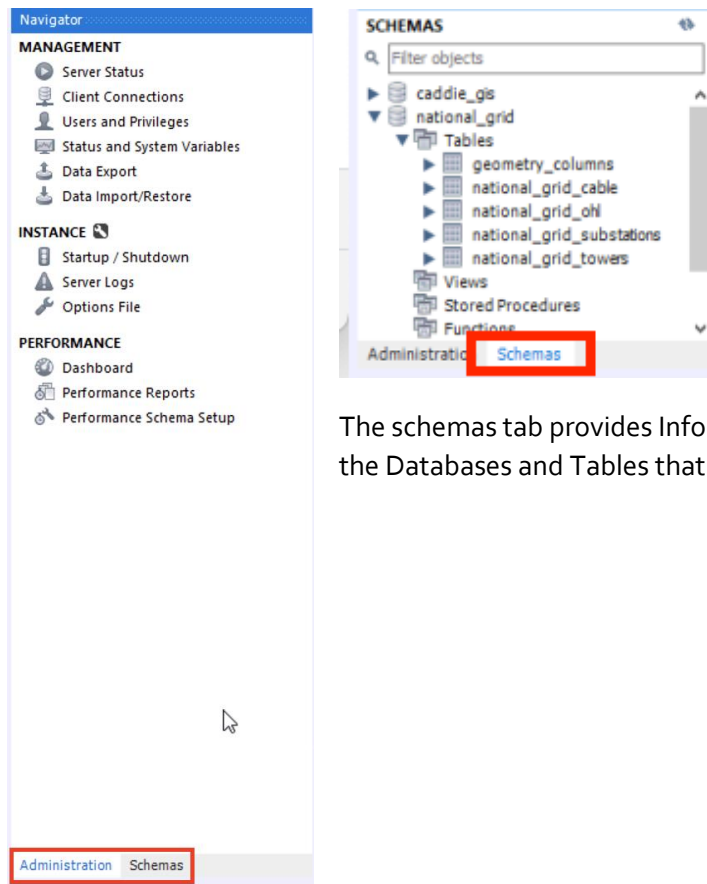 Navigator
MANAGEMENT
Server Status
Client Connections
Users and Privileges
Status and System Variables
Data Export
Data Import/Restore
INSTANCE
Startup / Shutdown
Server Logs
Options File
PERFORMANCE
Dashboard
Performance Reports
Performance Schema Setup
Administration Schemas
SCHEMAS
Filter objects
caddie_gis
national_grid
Tables
geometry_columns
national_grid_cable
national_grid_ohl
national_grid_substations
national_grid_towers
Views
Stored Procedures
Functions
Administratio Schemas
The schemas tab provides Info
the Databases and Tables that